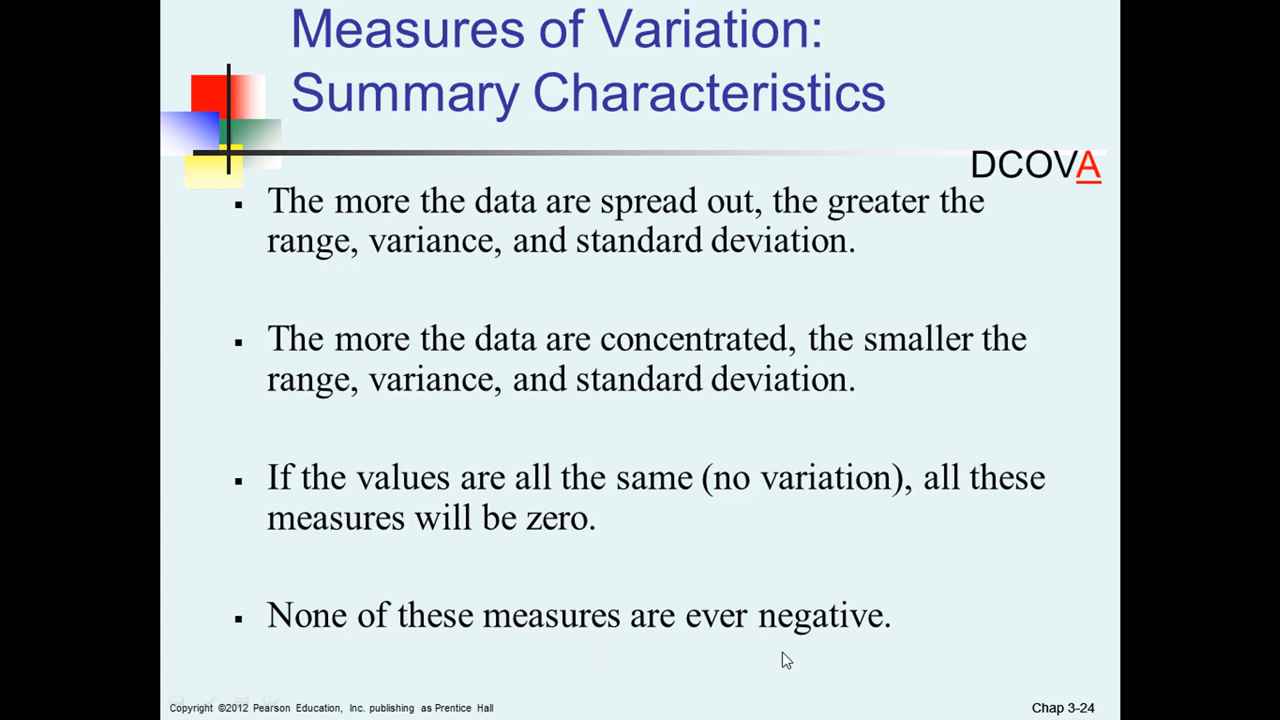 Measures of Variation:
Summary Characteristics
DCOVA
▪ The more the data are spread out, the greater the
range, variance, and standard deviation.
▪ The more the data are concentrated, the smaller the
range, variance, and standard deviation.
▪ If the values are all the same (no variation), all these
measures will be zero.
▪ None of these measures are ever negative.
Copyright ©2012 Pearson Education, Inc. publishing as Prentice Hall
Chap 3-24